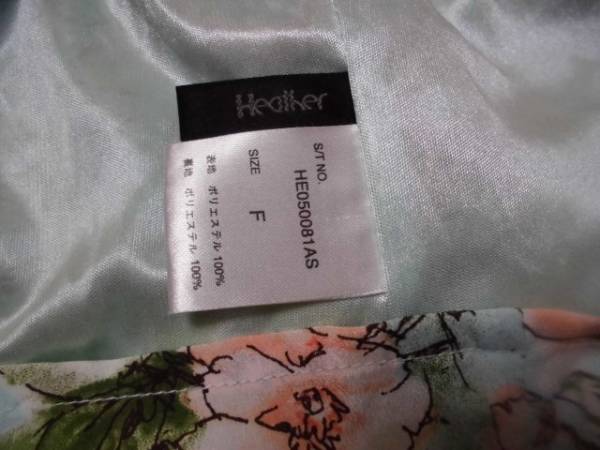 Heather
S/T NO.
HE050081AS
SIZE F
表地 ポリエステル 100%
裏地 ポリエステル 100%